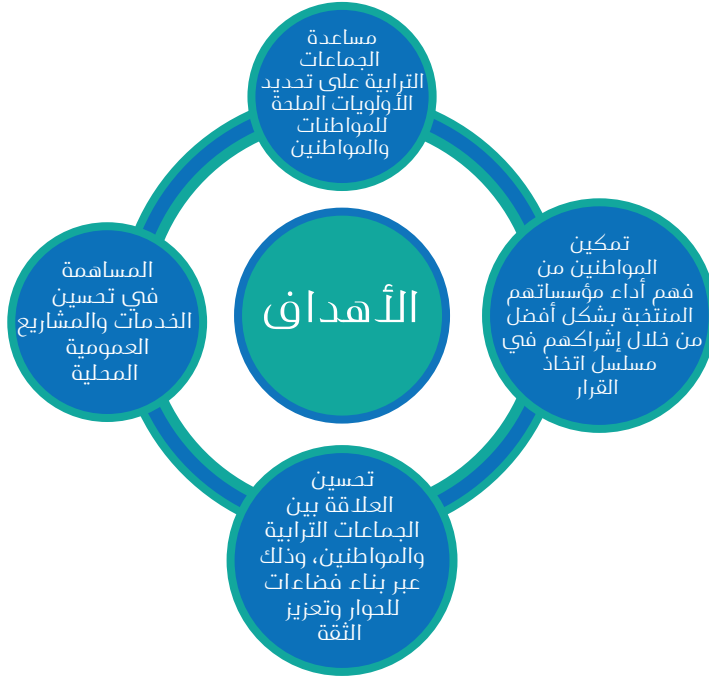 مساعدة
الجماعات
الترابية على تحديد
الأولويات الملحة
للمواطنات
والمواطنين
تمكين
المواطنين من
فهم أداء مؤسساتهم
المنتخبة بشكل أفضل
من خلال إشراكهم في
مسلسل اتخاذ
القرار
الأهداف
المساهمة
في تحسين
الخدمات والمشاريع
العمومية
المحلية
تحسين
العلاقة بين
الجماعات الترابية
والمواطنين، وذلك
عبر بناء فضاءات
للحوار وتعزيز
الثقة